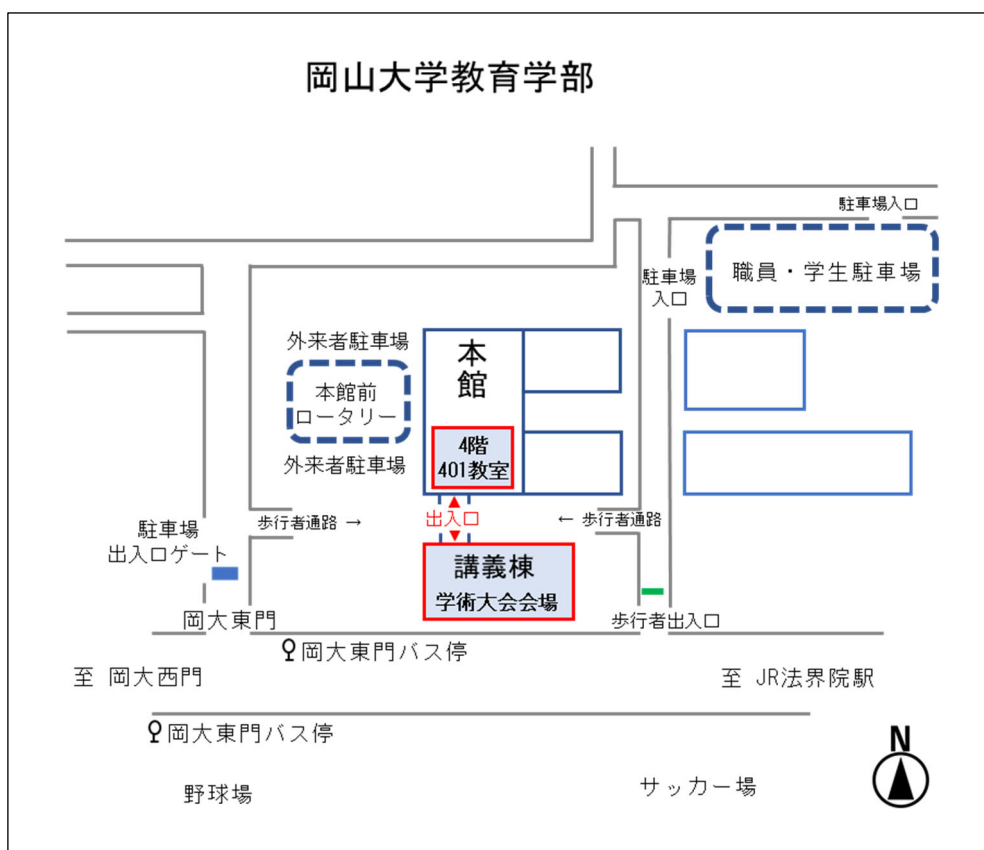 岡山大学教育学部
駐車場入口
職員・学生駐車場
駐車場
入口
外来者駐車場
本館前
ロータリー
外来者駐車場
本
館
4階
401教室
出入口
歩行者通路 →
← 歩行者通路
駐車場
出入口ゲート
講義棟
学術大会会場
岡大東門
歩行者出入口
岡大東門バス停
至 岡大西門
至 JR法界院駅
岡大東門バス停
N
野球場
サッカー場